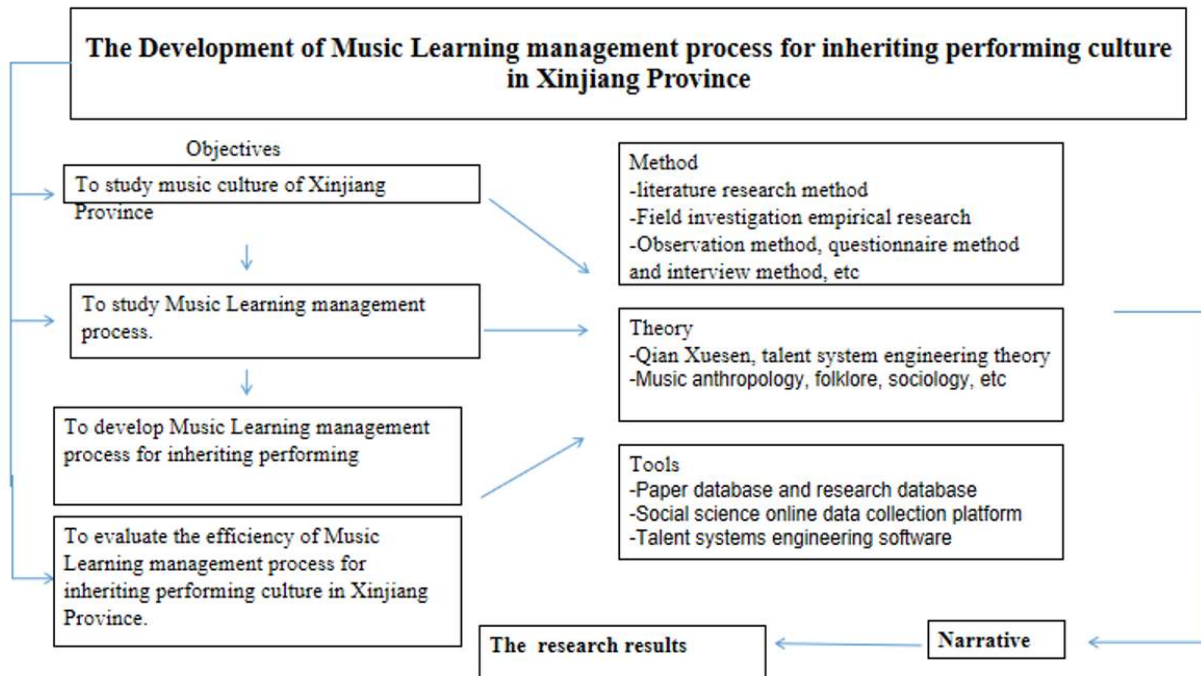 The Development of Music Learning management process for inheriting performing culture
in Xinjiang Province
Objectives
To study music culture of Xinjiang
Province
To study Music Learning management
process.
To develop Music Learning management
process for inheriting performing
To evaluate the efficiency of Music
Learning management process for
inheriting performing culture in Xinjiang
Province.
Method
-literature research method
-Field investigation empirical research
-Observation method, questionnaire method
and interview method, etc
Theory
-Qian Xuesen, talent system engineering theory
-Music anthropology, folklore, sociology, etc
Tools
-Paper database and research database
-Social science online data collection platform
-Talent systems engineering software
Narrative
The research results